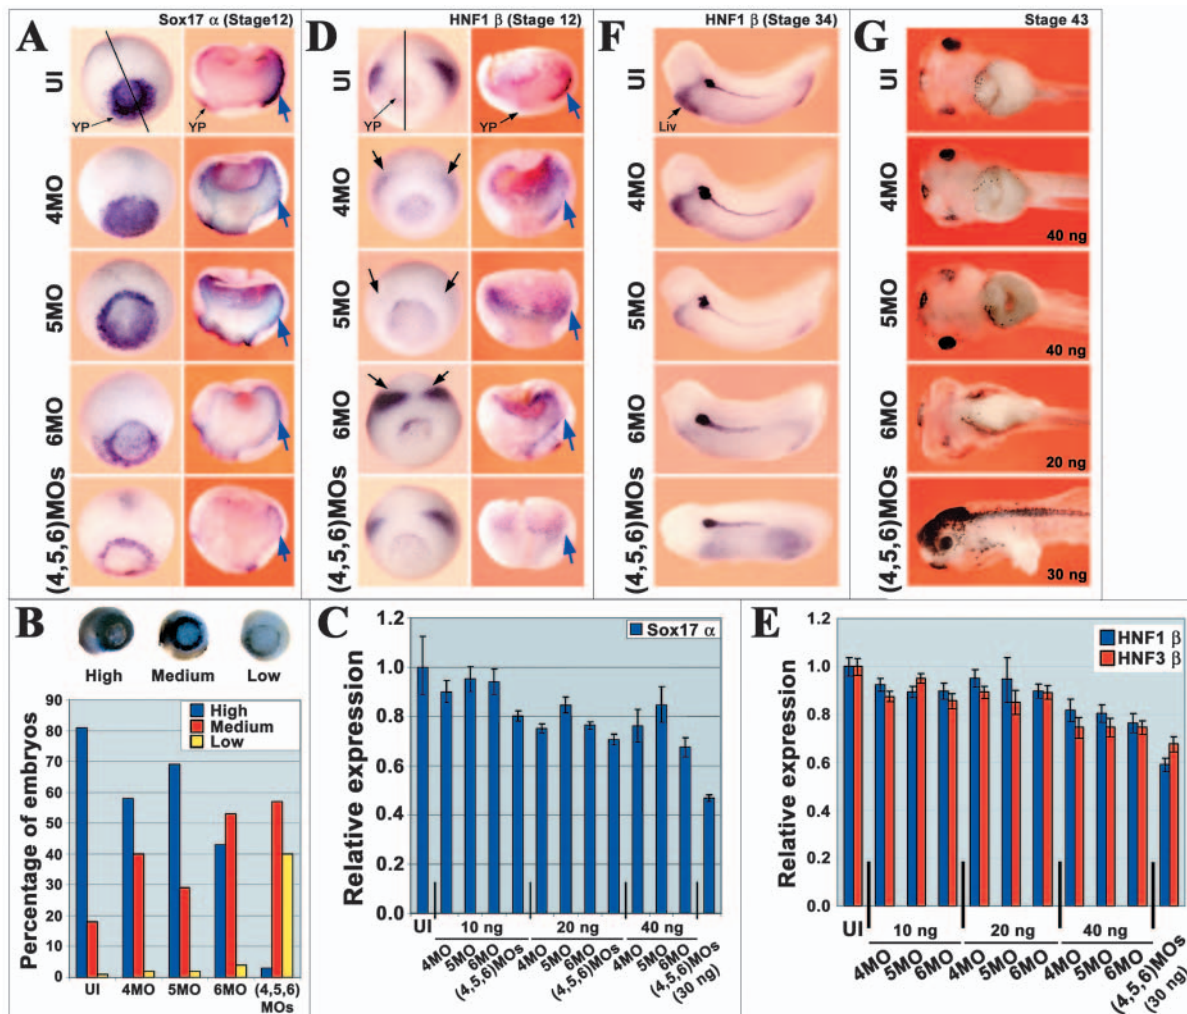 A
Sox17 α (Stage12)
UI
YP
YP
4MO
5MO
6MO
(4,5,6)MOs
D
HNF1 β (Stage 12)
UI
YP
YP
4MO
5MO
6MO
(4,5,6)MOs
F
HNF1 β (Stage 34)
UI
Liv
4MO
5MO
6MO
(4,5,6)MOs
G
Stage 43
UI
4MO
40 ng
5MO
40 ng
6MO
20 ng
(4,5,6)MOs
30 ng
B
High Medium Low
Percentage of embryos
90
80
70
60
50
40
30
20
10
0
High
Medium
Low
UI 4MO 5MO 6MO (4,5,6)
MOs
C
Relative expression
1.2
1.0
0.8
0.6
0.4
0.2
0.0
Sox17 α
UI 10 ng 20 ng 40 ng
4MO 5MO 6MO (4,5,6)MOs 4MO 5MO 6MO (4,5,6)MOs 4MO 5MO 6MO (4,5,6)MOs
(30 ng)
E
Relative expression
1.2
1.0
0.8
0.6
0.4
0.2
0.0
HNF1 β
HNF3 β
UI 10 ng 20 ng 40 ng
4MO 5MO 6MO 4MO 5MO 6MO 4MO 5MO 6MO (4,5,6)MOs
(30 ng)